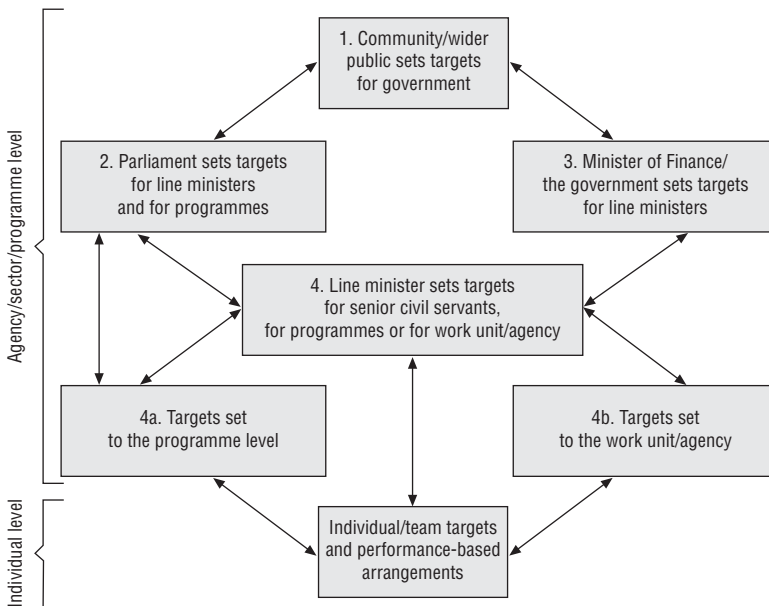 1. Community/wider
public sets targets
for government
2. Parliament sets targets
for line ministers
and for programmes
3. Minister of Finance/
the government sets targets
for line ministers
Agency/sector/programme level
4. Line minister sets targets
for senior civil servants,
for programmes or for work unit/agency
4a. Targets set
to the programme level
4b. Targets set
to the work unit/agency
Individual level
Individual/team targets
and performance-based
arrangements